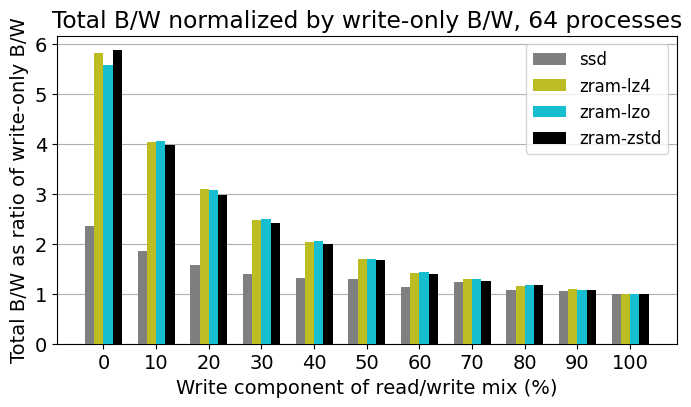 Total B/W normalized by write-only B/W, 64 processes
Total B/W as ratio of write-only B/W
6
5
4
3
2
1
0
ssd
zram-lz4
zram-lzo
zram-zstd
0 10 20 30 40 50 60 70 80 90 100
Write component of read/write mix (%)